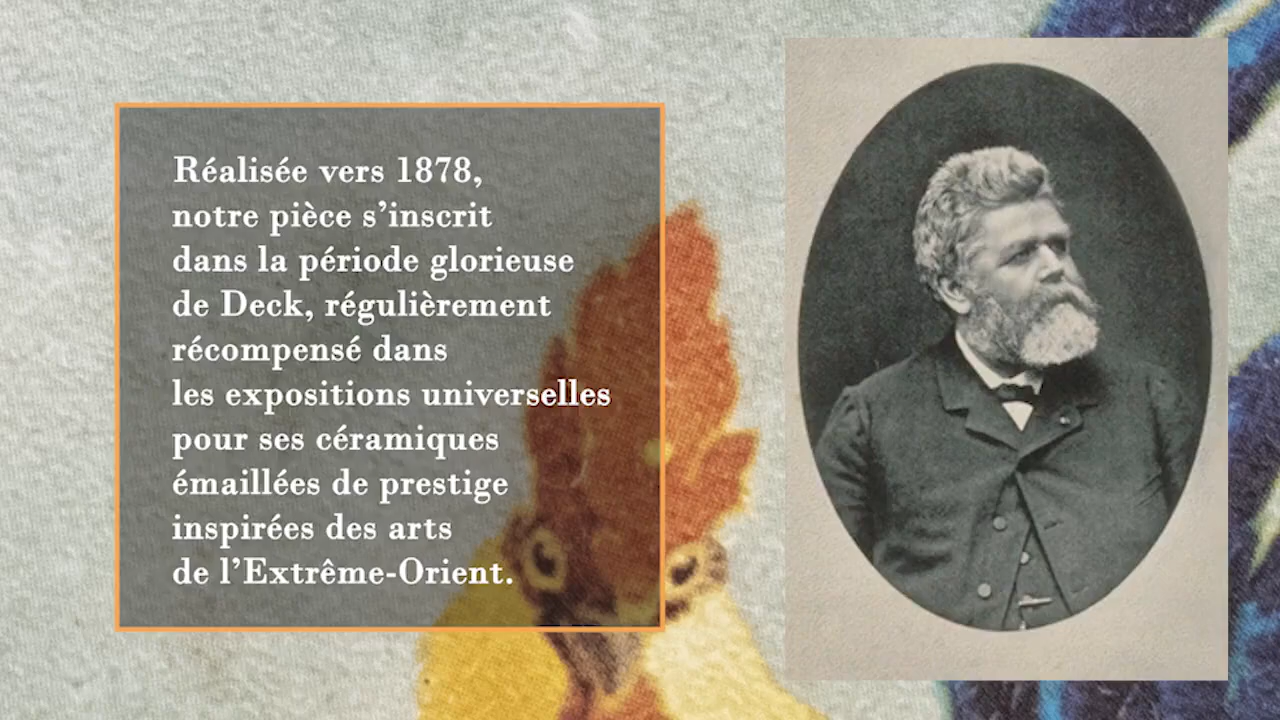 Réalisée vers 1878,
notre pièce s’inscrit
dans la période glorieuse
de Deck, régulièrement
récompensé dans
les expositions universelles
pour ses céramiques
émaillées de prestige
inspirées des arts
de l’Extrême-Orient.